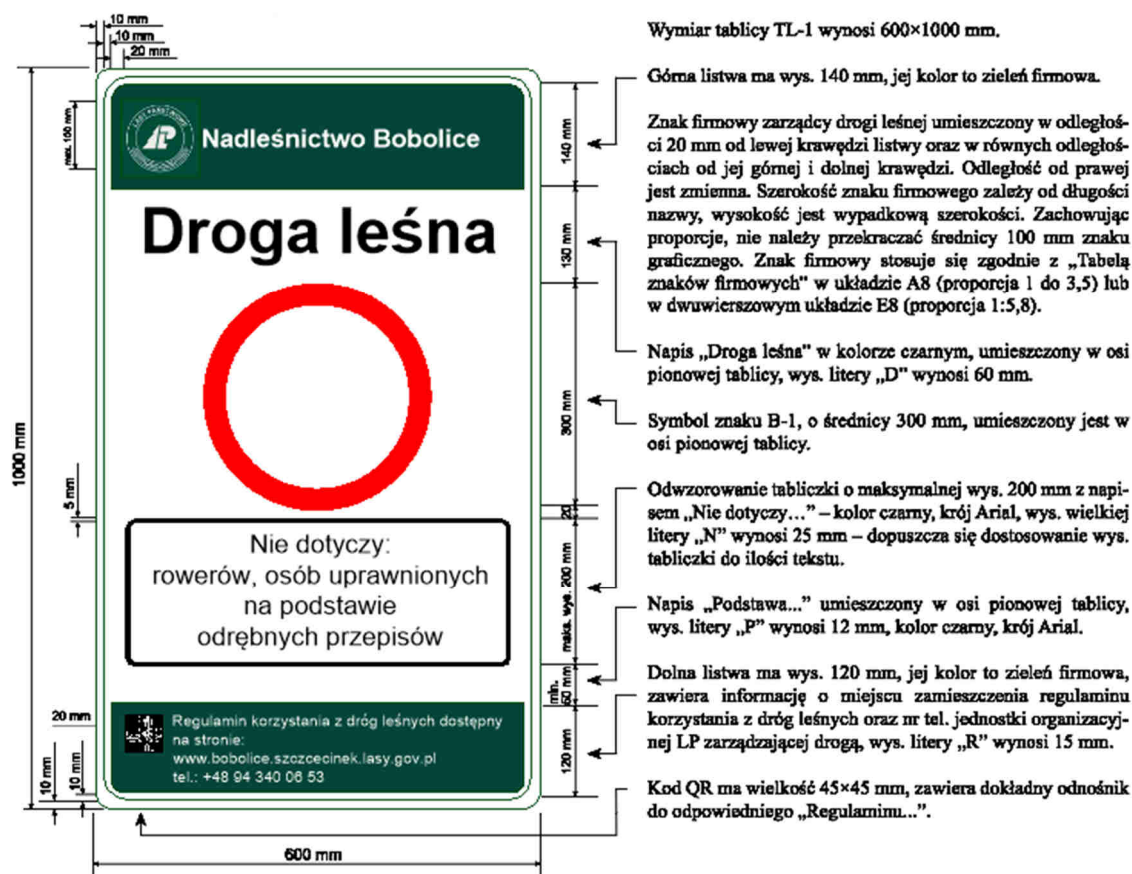 10 mm
10 mm
20 mm
1000 mm
max. 100 mm
LASY PAŃSTWOWE
Nadleśnictwo Bobolice
Droga leśna
Nie dotyczy:
rowerów, osób uprawnionych
na podstawie
odrębnych przepisów
Regulamin korzystania z dróg leśnych dostępny
na stronie:
www.bobolice.szczcecinek.lasy.gov.pl
tel.: +48 94 340 06 53
5 mm
20 mm
10 mm
10 mm
600 mm
140 mm
130 mm
300 mm
20
maks. wys. 200 mm
min.
60 mm
120 mm
Wymiar tablicy TL-1 wynosi 600×1000 mm.
Górna listwa ma wys. 140 mm, jej kolor to zieleń firmowa.
Znak firmowy zarządcy drogi leśnej umieszczony w odległoś-
ci 20 mm od lewej krawędzi listwy oraz w równych odległoś-
ciach od jej górnej i dolnej krawędzi. Odległość od prawej
jest zmienna. Szerokość znaku firmowego zależy od długości
nazwy, wysokość jest wypadkową szerokości. Zachowując
proporcje, nie należy przekraczać średnicy 100 mm znaku
graficznego. Znak firmowy stosuje się zgodnie z „Tabelą
znaków firmowych” w układzie A8 (proporcja 1 do 3,5) lub
w dwuwierszowym układzie E8 (proporcja 1:5,8).
Napis „Droga leśna” w kolorze czarnym, umieszczony w osi
pionowej tablicy, wys. litery „D” wynosi 60 mm.
Symbol znaku B-1, o średnicy 300 mm, umieszczony jest w
osi pionowej tablicy.
Odwzorowanie tabliczki o maksymalnej wys. 200 mm z napi-
sem „Nie dotyczy...” – kolor czarny, krój Arial, wys. wielkiej
litery „N” wynosi 25 mm – dopuszcza się dostosowanie wys.
tabliczki do ilości tekstu.
Napis „Podstawa...” umieszczony w osi pionowej tablicy,
wys. litery „P” wynosi 12 mm, kolor czarny, krój Arial.
Dolna listwa ma wys. 120 mm, jej kolor to zieleń firmowa,
zawiera informację o miejscu zamieszczenia regulaminu
korzystania z dróg leśnych oraz nr tel. jednostki organizacyj-
nej LP zarządzającej drogą, wys. litery „R” wynosi 15 mm.
Kod QR ma wielkość 45×45 mm, zawiera dokładny odnośnik
do odpowiedniego „Regulaminu...”.